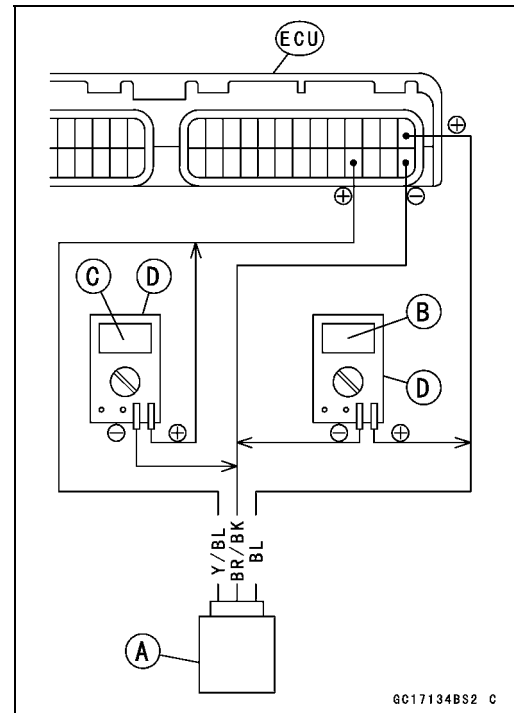 ECU
⊕
⊕ ⊖
C D
B
D
⊖ ⊕
⊖ ⊕
Y/BL
BR/BK
BL
A
GC17134BS2 C